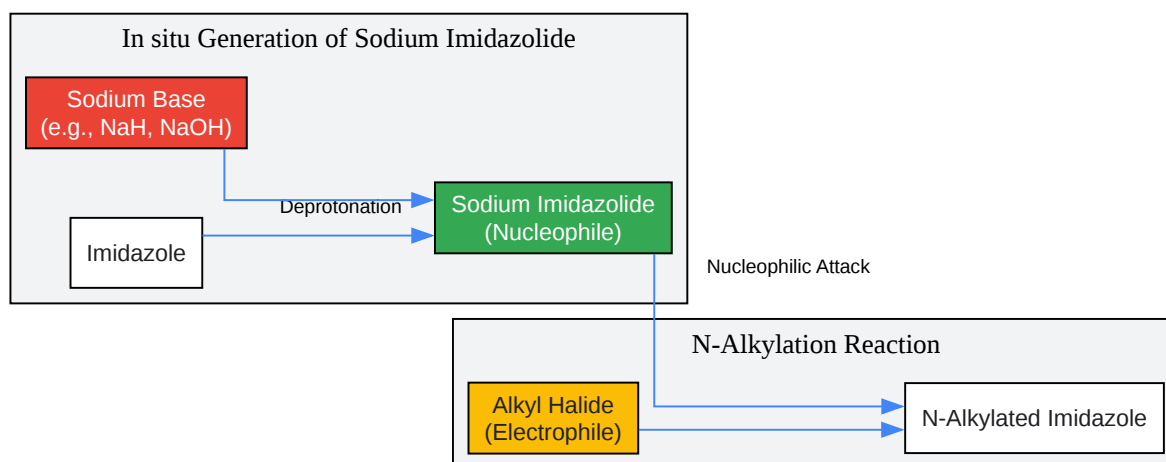 In situ Generation of Sodium Imidazolide
Sodium Base
(e.g., NaH, NaOH)
Deprotonation
Imidazole
Sodium Imidazolide
(Nucleophile)
Nucleophilic Attack
N-Alkylation Reaction
Alkyl Halide
(Electrophile)
N-Alkylated Imidazole